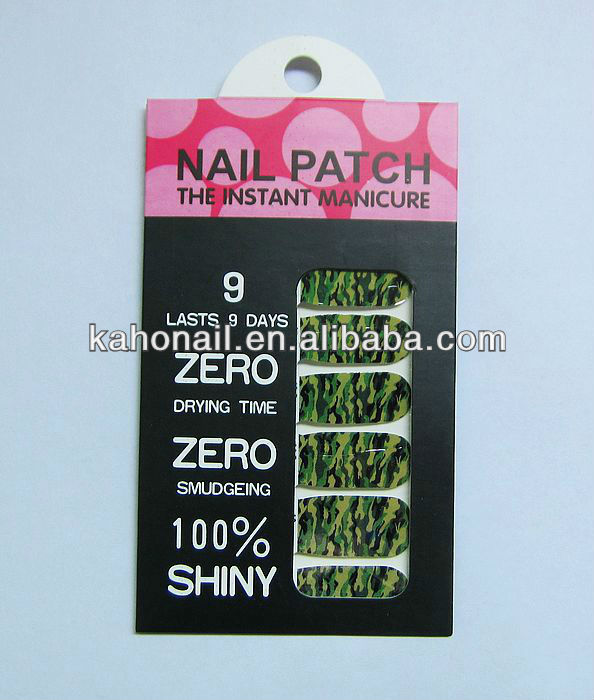 NAIL PATCH
THE INSTANT MANICURE
9
LASTS 9 DAYS
kahonail.en.alibaba.com
ZERO
DRYING TIME
ZERO
SMUDGEING
100%
SHINY